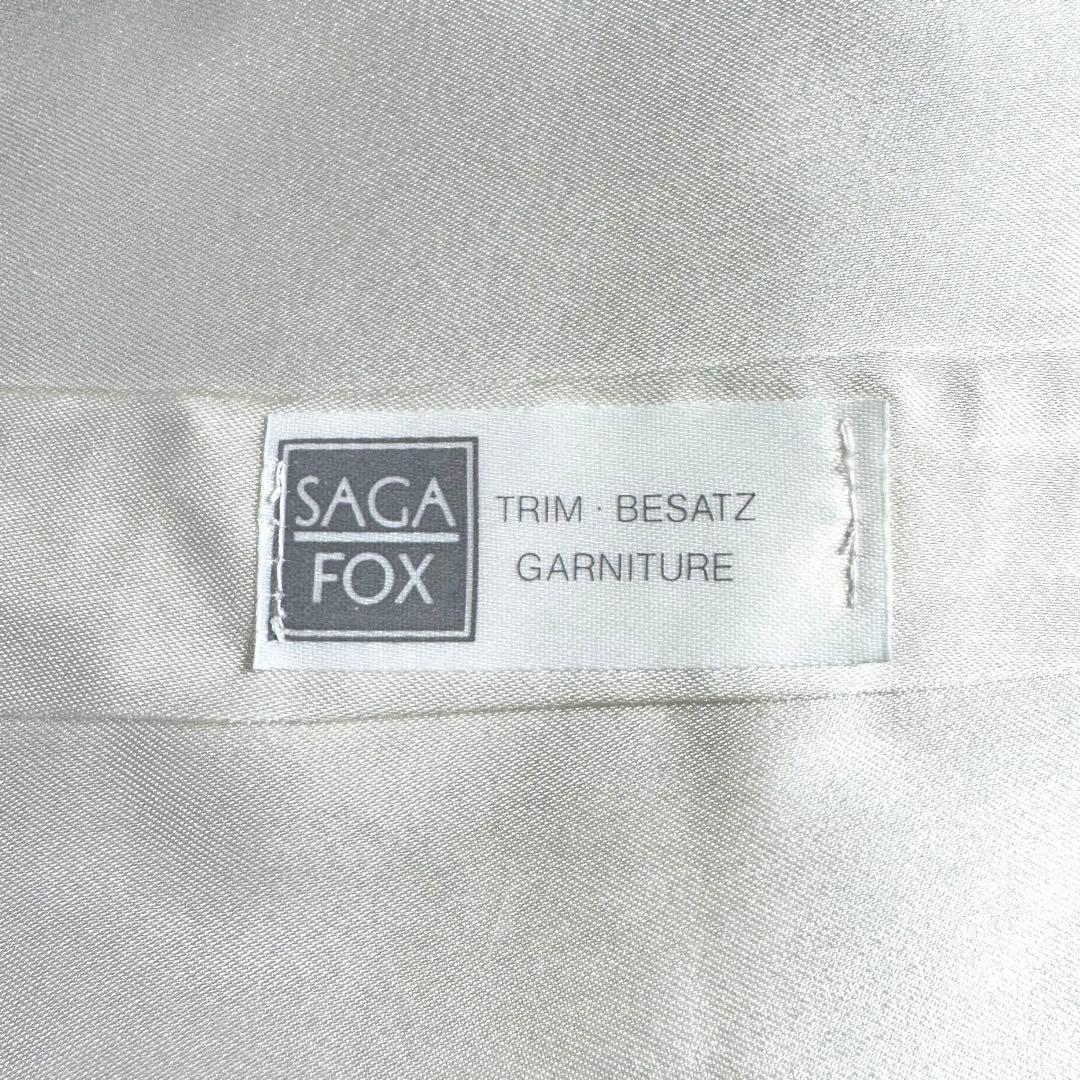 SAGA
FOX
TRIM · BESATZ
GARNITURE